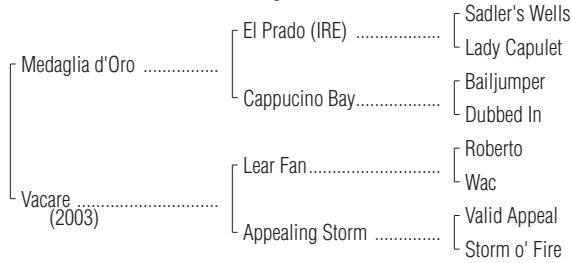 Sadler's Wells
El Prado (IRE) ..................
Lady Capulet
Medaglia d'Oro ................
Bailjumper
Cappucino Bay..................
Dubbed In
Roberto
Lear Fan............................
Wac
Vacare ..............................
(2003)
Valid Appeal
Appealing Storm ..............
Storm o' Fire